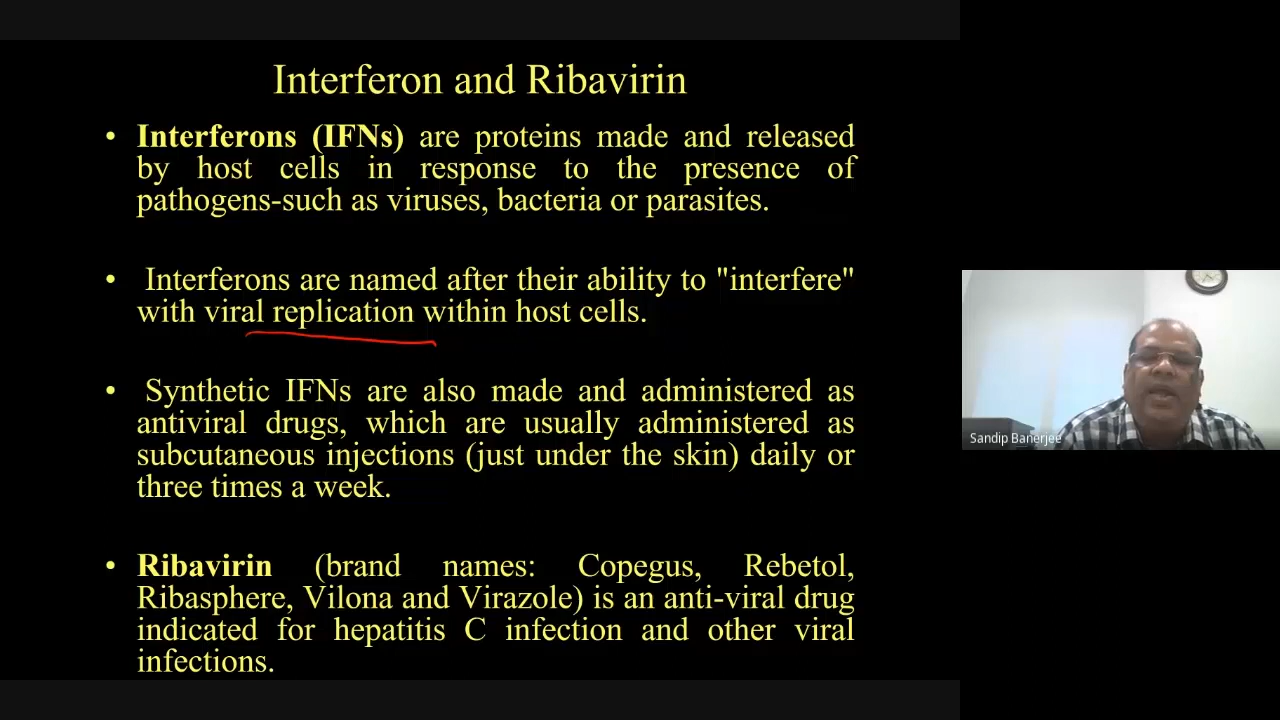 Interferon and Ribavirin
• Interferons (IFNs) are proteins made and released
by host cells in response to the presence of
pathogens-such as viruses, bacteria or parasites.
• Interferons are named after their ability to "interfere"
with viral replication within host cells.
• Synthetic IFNs are also made and administered as
antiviral drugs, which are usually administered as
subcutaneous injections (just under the skin) daily or
three times a week.
• Ribavirin (brand names: Copegus, Rebetol,
Ribasphere, Vilona and Virazole) is an anti-viral drug
indicated for hepatitis C infection and other viral
infections.
Sandip Banerjee